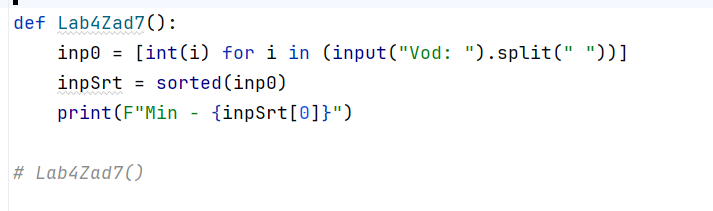 def Lab4Zad7():
    inp0 = [int(i) for i in (input("Vod: ").split(" "))]
    inpSrt = sorted(inp0)
    print(F"Min - {inpSrt[0]}")
# Lab4Zad7()